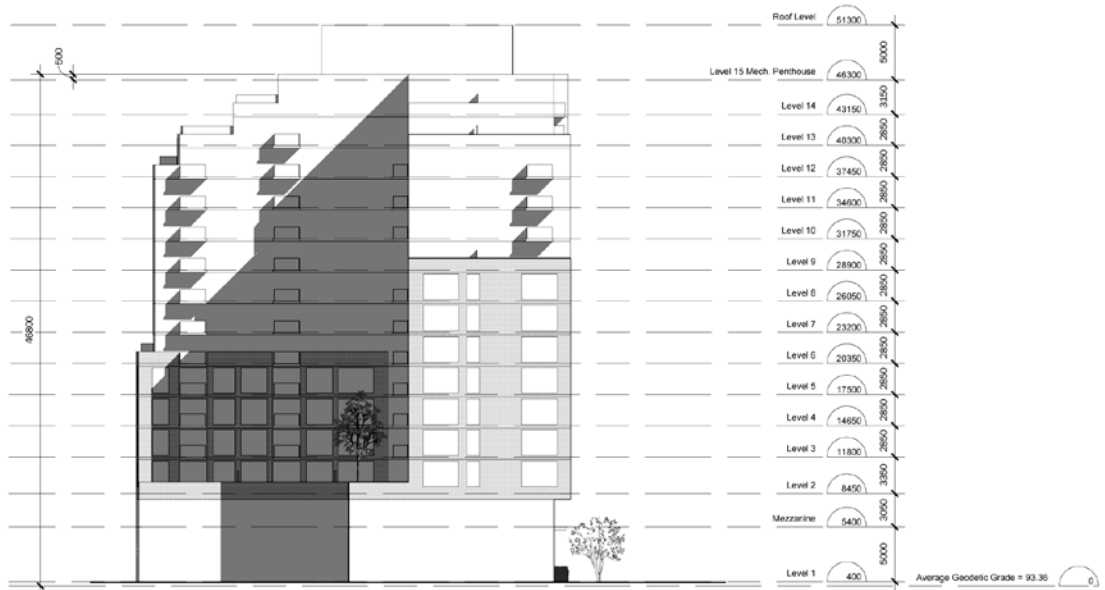 Roof Level 51300
5000
500
Level 15 Mech. Penthouse 46300
3150
Level 14 43150
2850
Level 13 40300
2850
Level 12 37450
2850
Level 11 34600
2850
Level 10 31750
2850
Level 9 28900
2850
Level 8 26050
2850
46800
Level 7 23200
2850
Level 6 20350
2850
Level 5 17500
2850
Level 4 14650
2850
Level 3 11800
3350
Level 2 8450
3050
Mezzanine 5400
5000
Level 1 400
Average Geodetic Grade = 93.36 0